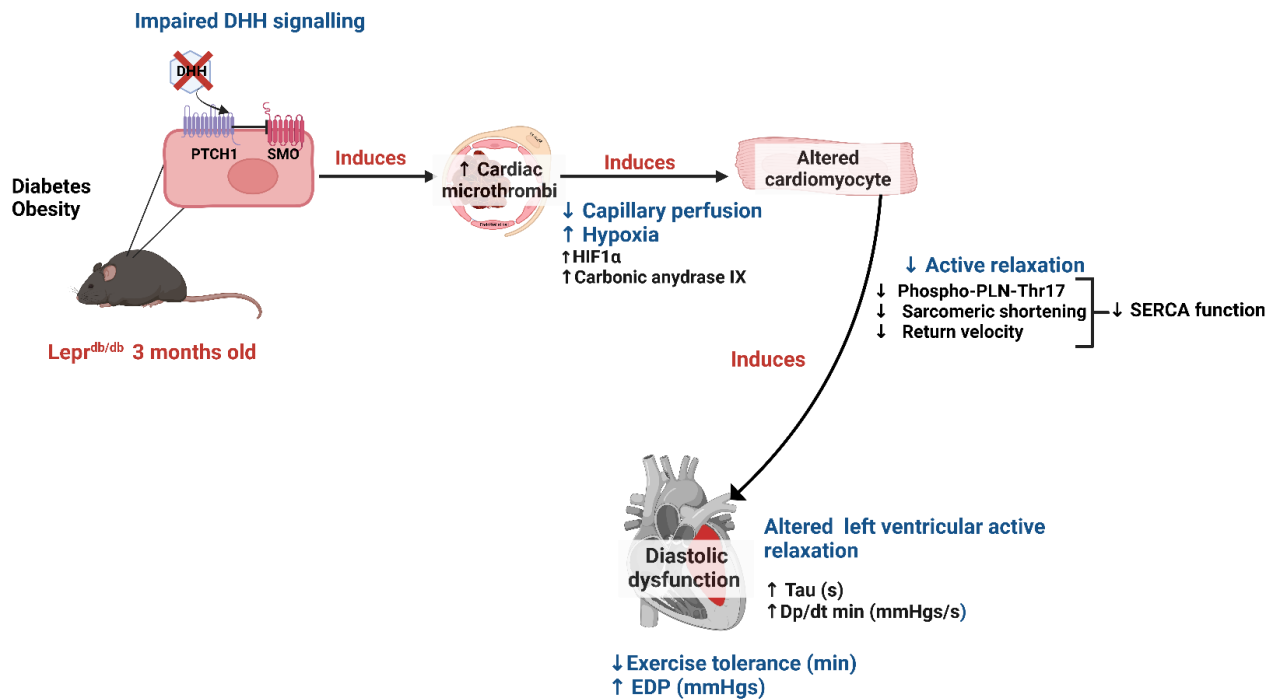 Impaired DHH signalling
DHH
PTCH1
SMO
Diabetes
Obesity
Lepr^db/db 3 months old
Induces
↑ Cardiac
microthrombi
Induces
↓ Capillary perfusion
↑ Hypoxia
↑HIF1α
↑Carbonic anydrase IX
Altered
cardiomyocyte
↓ Active relaxation
↓ Phospho-PLN-Thr17
↓ Sarcomeric shortening
↓ Return velocity
↓ SERCA function
Induces
Diastolic
dysfunction
Altered left ventricular active
relaxation
↑ Tau (s)
↑Dp/dt min (mmHgs/s)
↓Exercise tolerance (min)
↑ EDP (mmHgs)